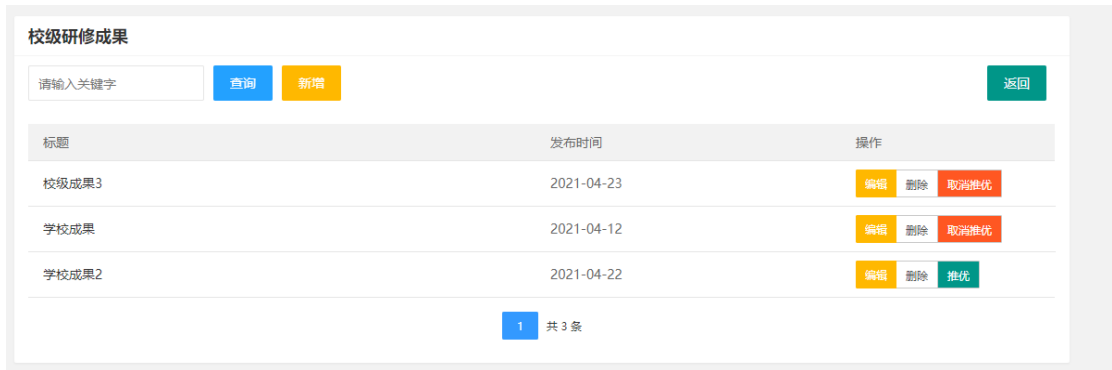 校级研修成果
请输入关键字 查询 新增 返回
标题 发布时间 操作
校级成果3 2021-04-23 编辑 删除 取消推优
学校成果 2021-04-12 编辑 删除 取消推优
学校成果2 2021-04-22 编辑 删除 推优
1 共 3 条